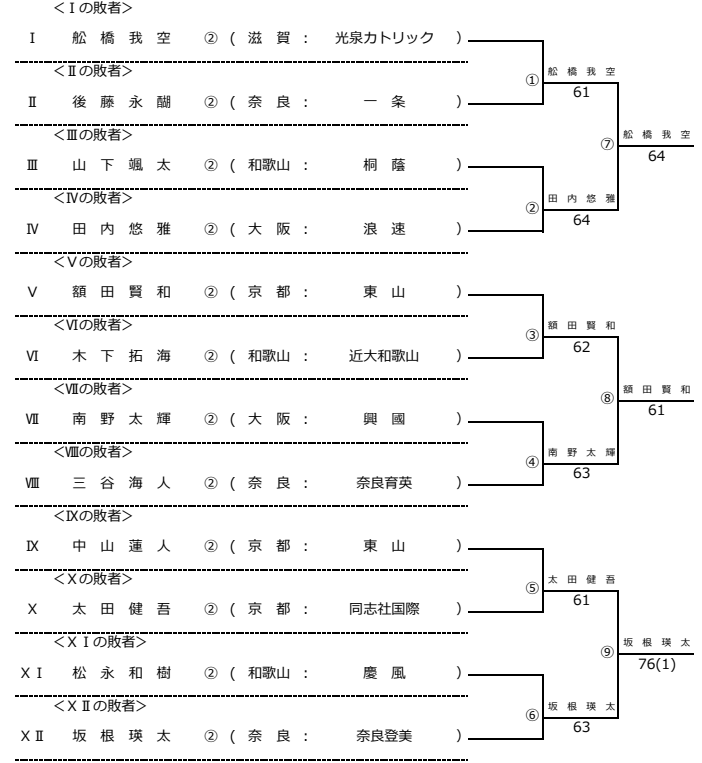 ＜Ⅰの敗者＞
Ⅰ 舩橋我空 ② ( 滋賀 : 光泉カトリック )
① 舩橋我空
61
＜Ⅱの敗者＞
Ⅱ 後藤永醐 ② ( 奈良 : 一条 )
＜Ⅲの敗者＞
⑦ 舩橋我空
64
Ⅲ 山下颯太 ② ( 和歌山 : 桐蔭 )
＜Ⅳの敗者＞
② 田内悠雅
64
Ⅳ 田内悠雅 ② ( 大阪 : 浪速 )
＜Ⅴの敗者＞
Ⅴ 額田賢和 ② ( 京都 : 東山 )
＜Ⅵの敗者＞
③ 額田賢和
62
Ⅵ 木下拓海 ② ( 和歌山 : 近大和歌山 )
＜Ⅶの敗者＞
⑧ 額田賢和
61
Ⅶ 南野太輝 ② ( 大阪 : 興國 )
＜Ⅷの敗者＞
④ 南野太輝
63
Ⅷ 三谷海人 ② ( 奈良 : 奈良育英 )
＜Ⅸの敗者＞
Ⅸ 中山蓮人 ② ( 京都 : 東山 )
＜Ⅹの敗者＞
⑤ 太田健吾
61
Ⅹ 太田健吾 ② ( 京都 : 同志社国際 )
＜ⅩⅠの敗者＞
⑨ 坂根瑛太
76(1)
ⅩⅠ 松永和樹 ② ( 和歌山 : 慶風 )
＜ⅩⅡの敗者＞
⑥ 坂根瑛太
63
ⅩⅡ 坂根瑛太 ② ( 奈良 : 奈良登美 )